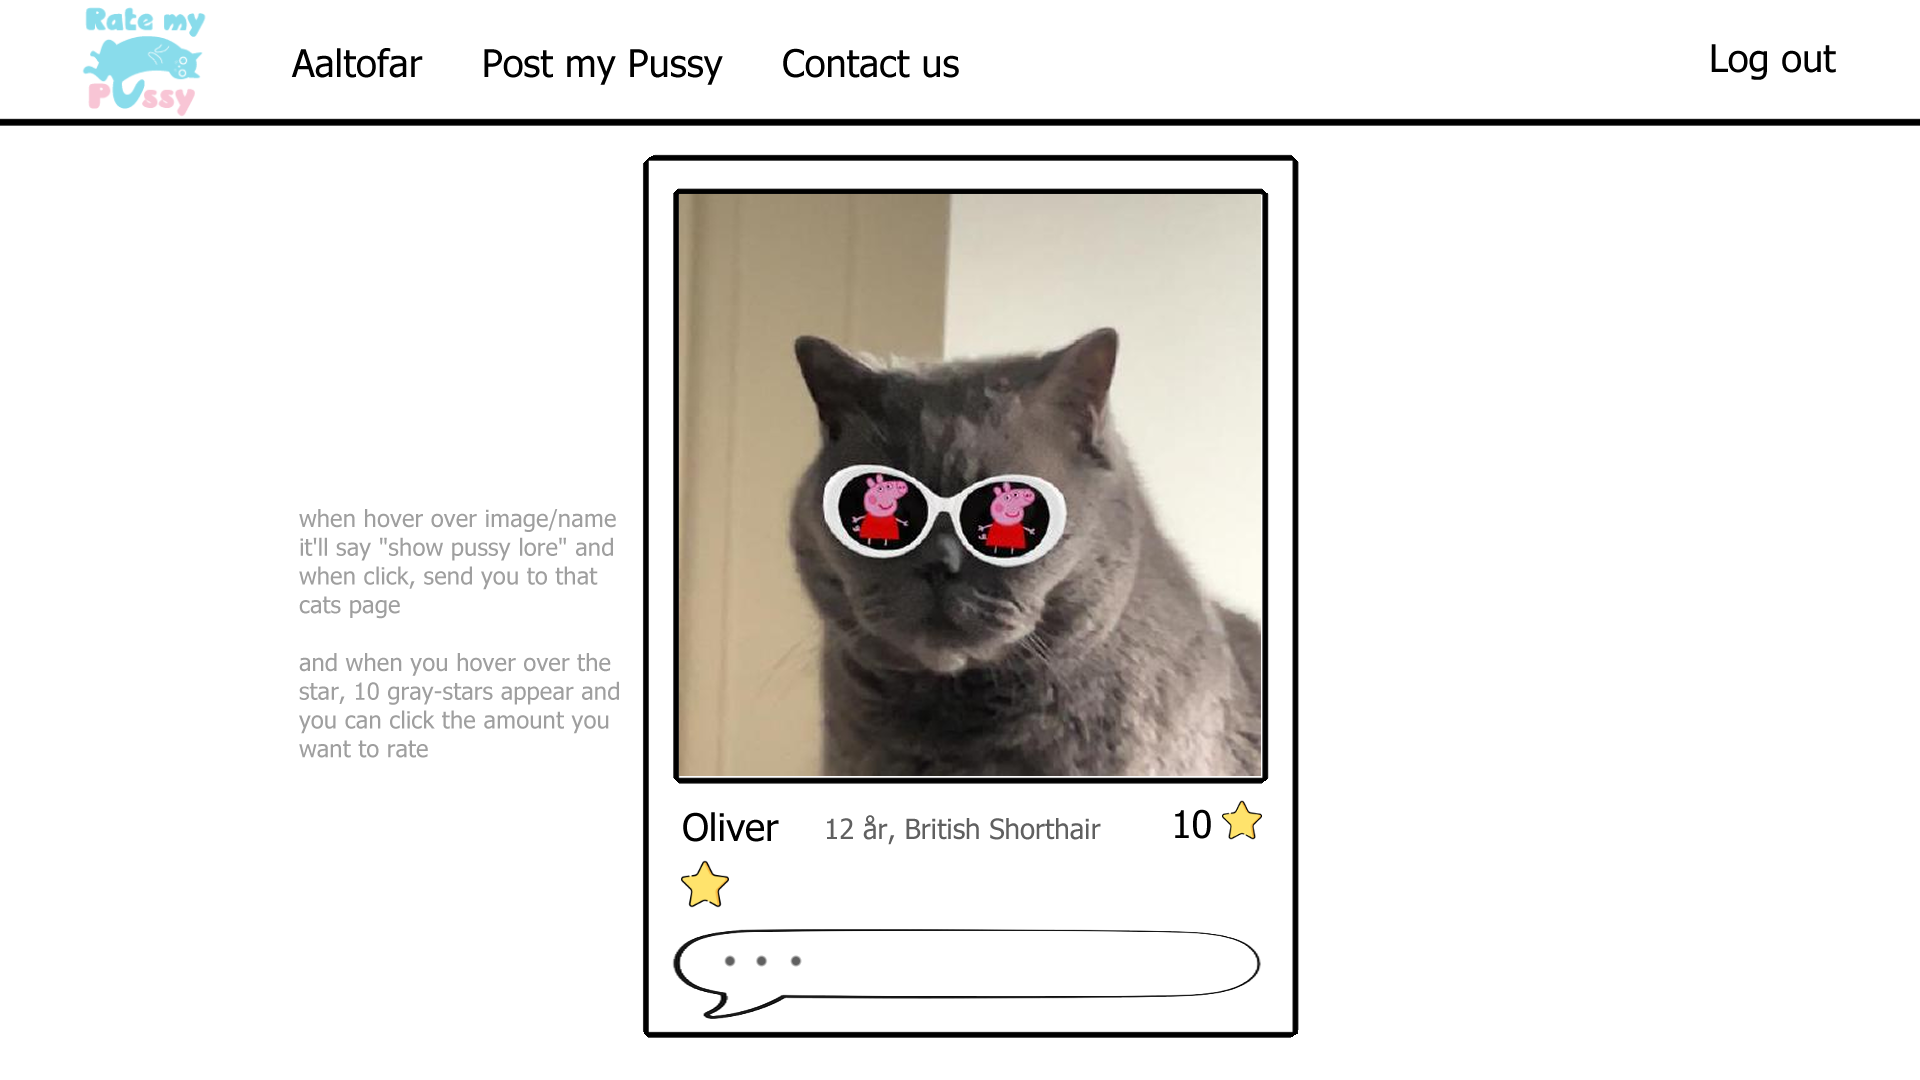 Rate my
Pussy
Aaltofar
Post my Pussy
Contact us
Log out
when hover over image/name
it'll say "show pussy lore" and
when click, send you to that
cats page
and when you hover over the
star, 10 gray-stars appear and
you can click the amount you
want to rate
Oliver
12 år, British Shorthair
10